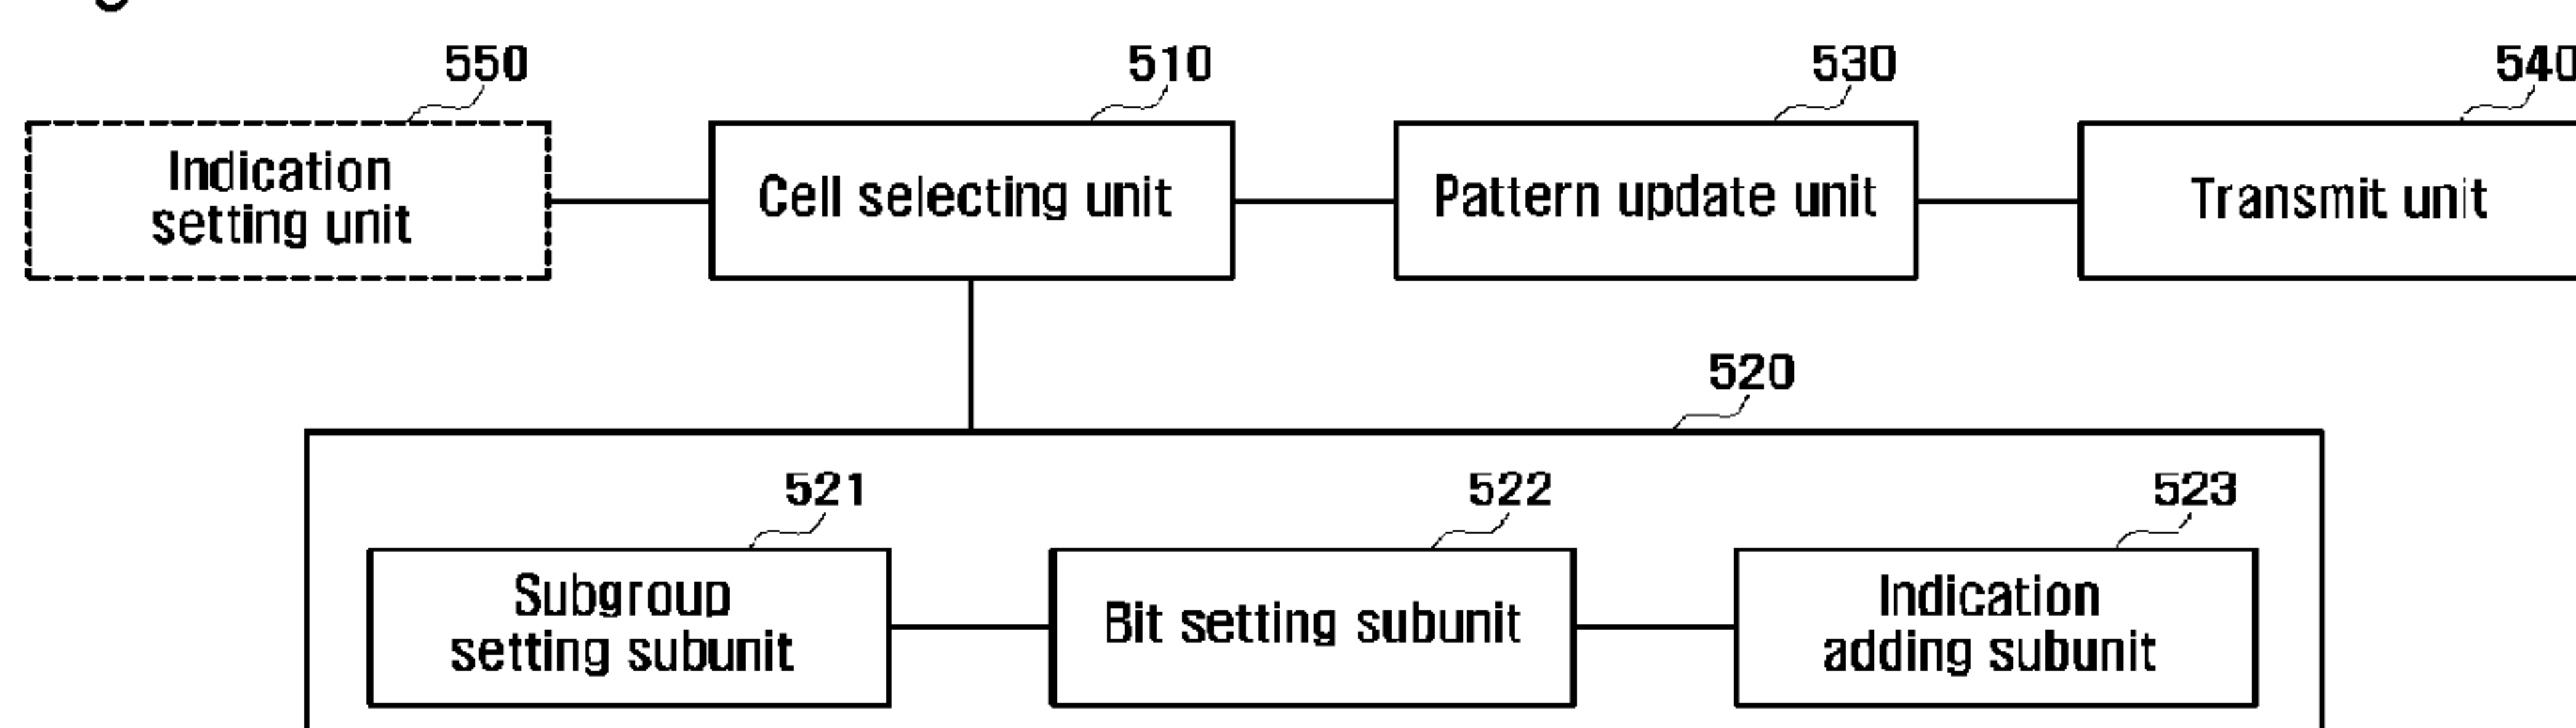 550
510
530
540
Indication
setting unit
Cell selecting unit
Pattern update unit
Transmit unit
520
521
522
523
Subgroup
setting subunit
Bit setting subunit
Indication
adding subunit